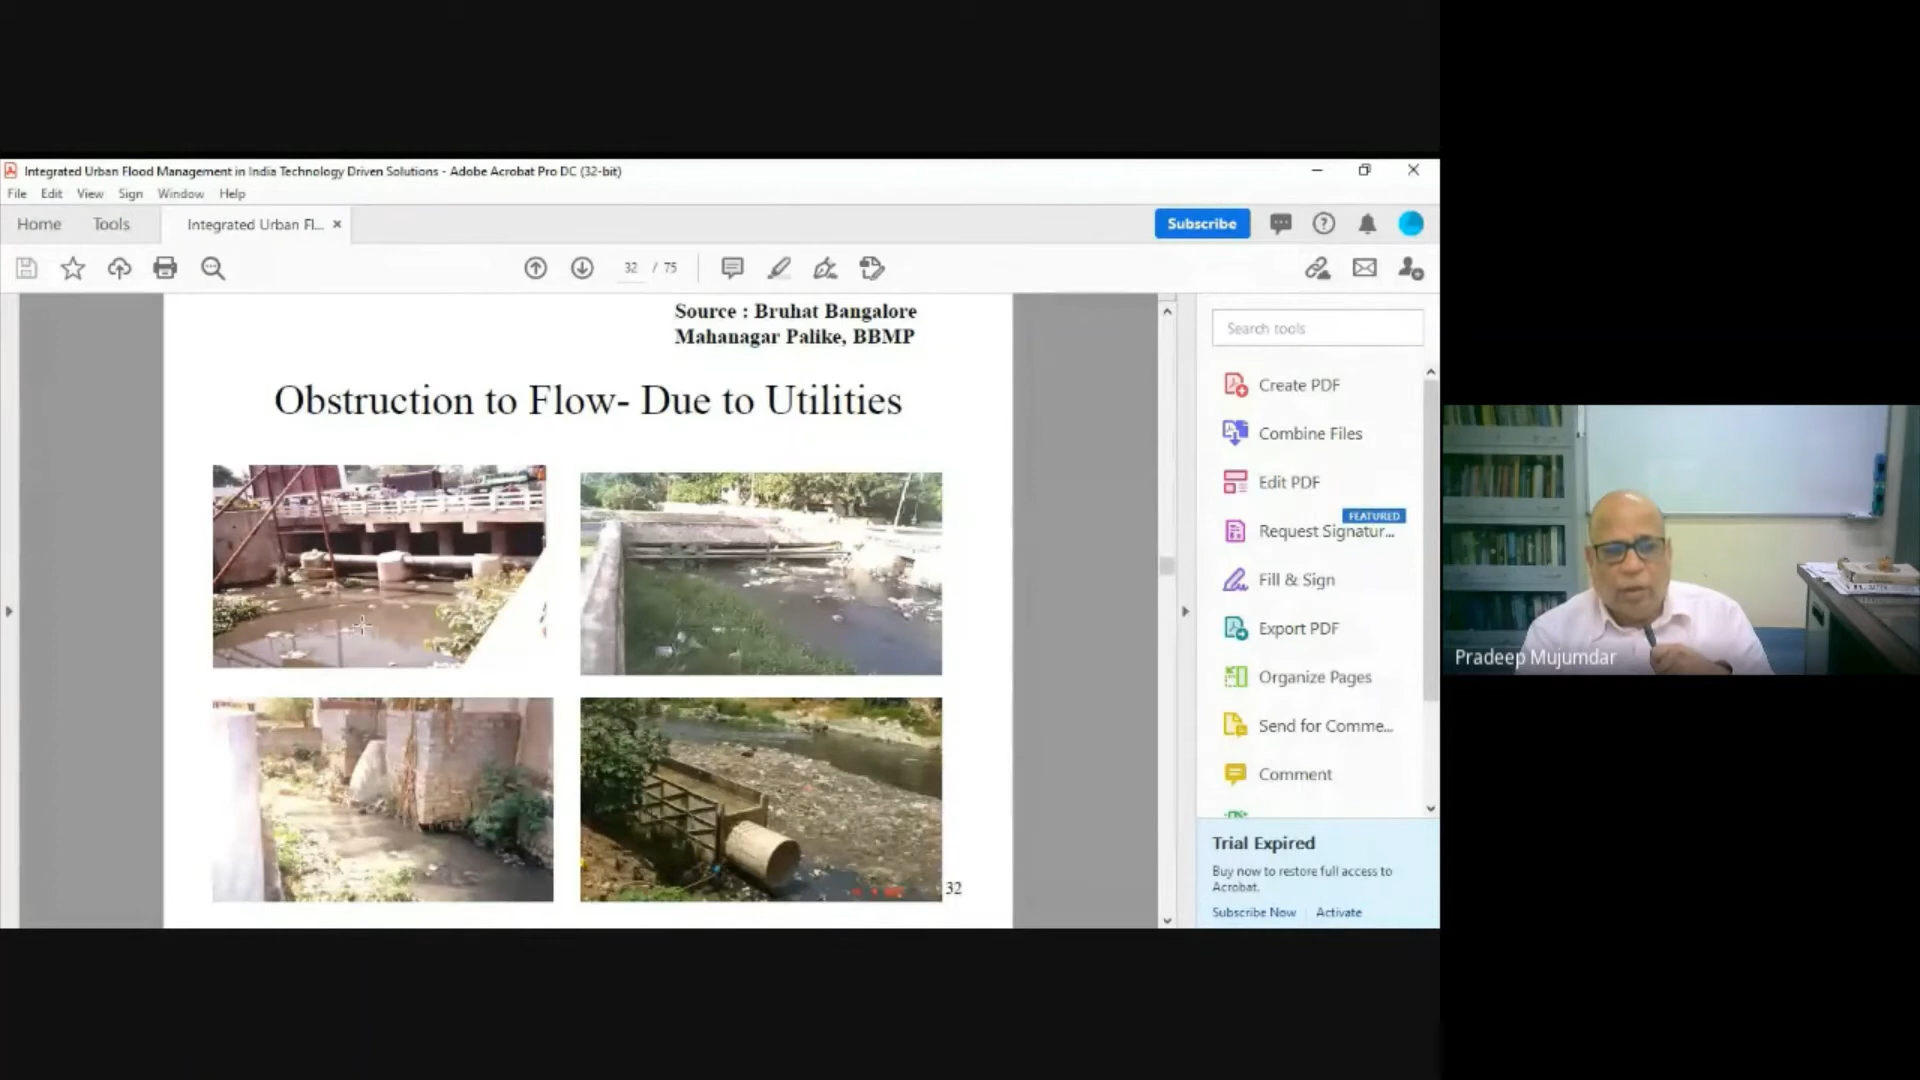 Integrated Urban Flood Management in India Technology Driven Solutions - Adobe Acrobat Pro DC (32-bit)
File Edit View Sign Window Help
Home Tools Integrated Urban Fl... ×
Subscribe
32 / 75
Source : Bruhat Bangalore
Mahanagar Palike, BBMP
Obstruction to Flow- Due to Utilities
32
Search tools
Create PDF
Combine Files
Edit PDF
FEATURED
Request Signatur...
Fill & Sign
Export PDF
Organize Pages
Send for Comme...
Comment
Trial Expired
Buy now to restore full access to
Acrobat.
Subscribe Now | Activate
Pradeep Mujumdar